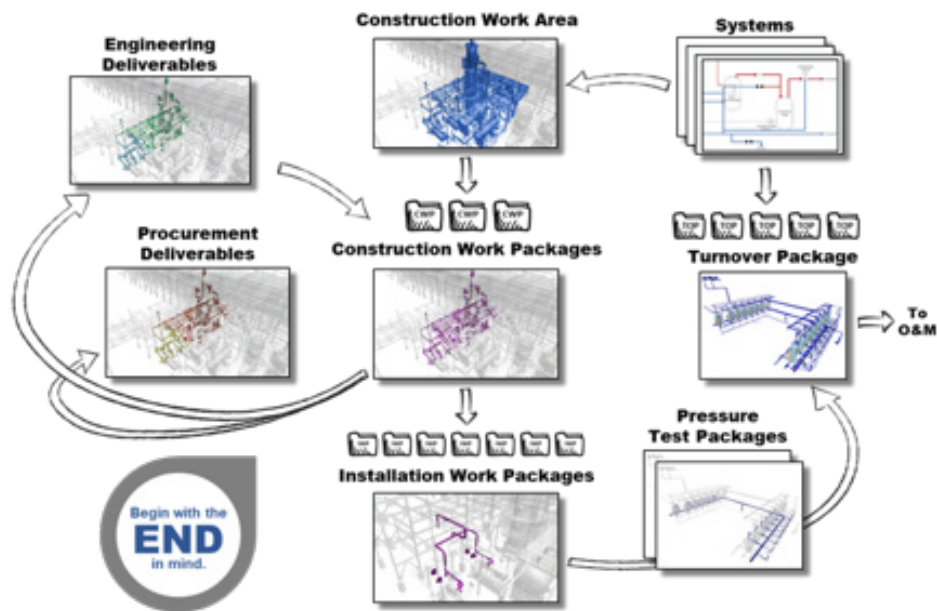 Construction Work Area
Systems
Engineering
Deliverables
CWP CWP CWP
TOP TOP TOP TOP TOP
Procurement
Deliverables
Construction Work Packages
Turnover Package
To
O&M
Pressure
Test Packages
Installation Work Packages
Begin with the
END
in mind.